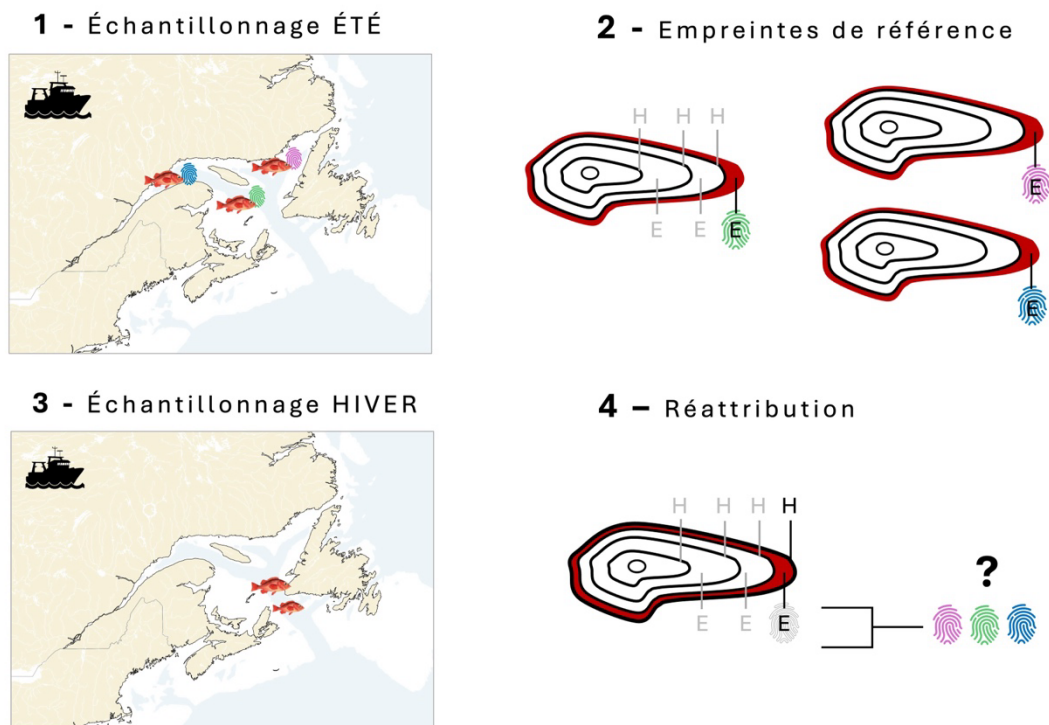 1 - Échantillonnage ÉTÉ
2 - Empreintes de référence
H H H
E E E
E
E
3 - Échantillonnage HIVER
4 – Réattribution
H H H H
E E E
?